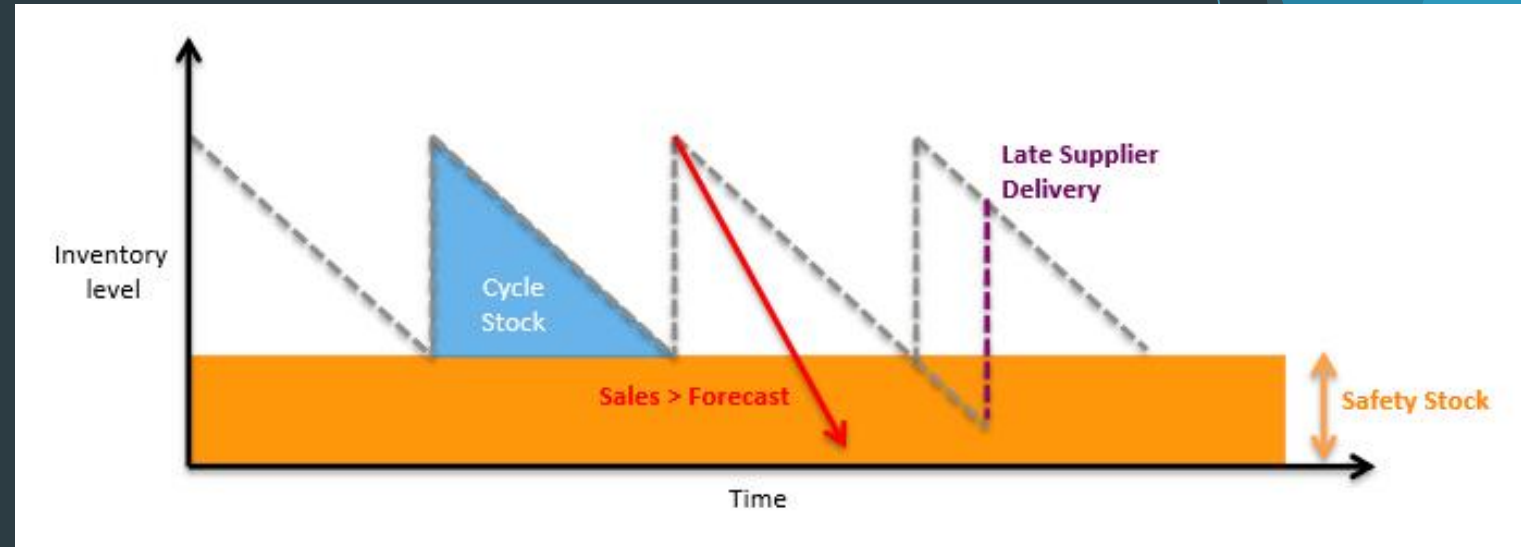 Late Supplier
Delivery
Inventory
level
Cycle
Stock
Sales > Forecast
Safety Stock
Time